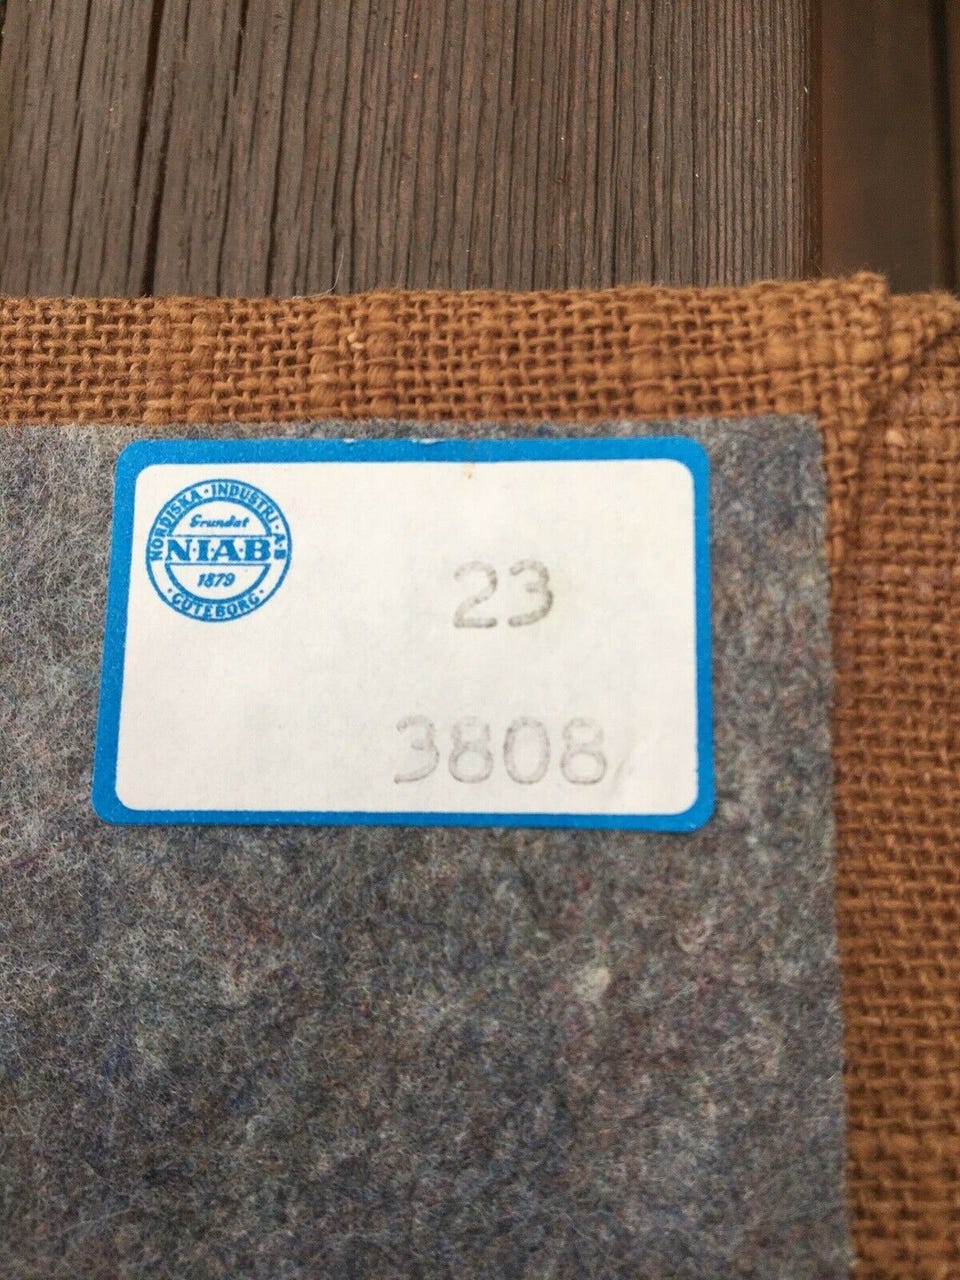 NORDISKA · INDUSTRI · A-B
Grundat
N·I·A·B
1879
· GÖTEBORG ·
23
3808